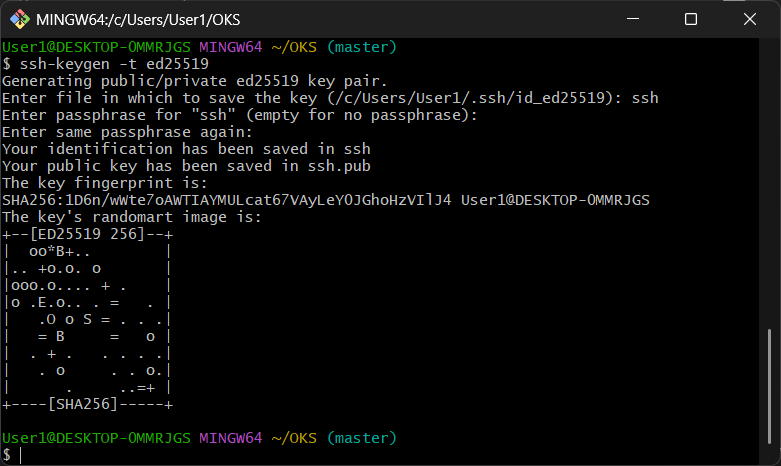 MINGW64:/c/Users/User1/OKS
User1@DESKTOP-0MMRJGS MINGW64 ~/OKS (master)
$ ssh-keygen -t ed25519
Generating public/private ed25519 key pair.
Enter file in which to save the key (/c/Users/User1/.ssh/id_ed25519): ssh
Enter passphrase for "ssh" (empty for no passphrase):
Enter same passphrase again:
Your identification has been saved in ssh
Your public key has been saved in ssh.pub
The key fingerprint is:
SHA256:1D6n/wWte7oAWTIAYMULcat67VAyLeY0JGhoHzVIlJ4 User1@DESKTOP-0MMRJGS
The key's randomart image is:
+--[ED25519 256]--+
|  oo*B+..        |
|.. +o.o. o       |
|ooo.o.... + .    |
|o .E.o.. . =   . |
|   .O o S = . . .|
|   = B     =   o |
|  . + .   . . . .|
|   . o     . . o.|
|      .     ..=+ |
+----[SHA256]-----+
User1@DESKTOP-0MMRJGS MINGW64 ~/OKS (master)
$